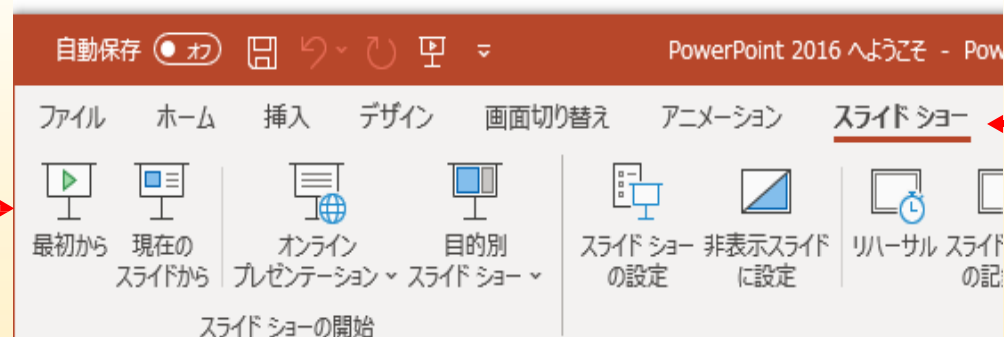 自動保存 オフ PowerPoint 2016 へようこそ - Pow
ファイル ホーム 挿入 デザイン 画面切り替え アニメーション スライド ショー
最初から 現在の オンライン 目的別 スライド ショー 非表示スライド リハーサル スライド
スライドから プレゼンテーション スライド ショー の設定 に設定 の記
スライド ショーの開始